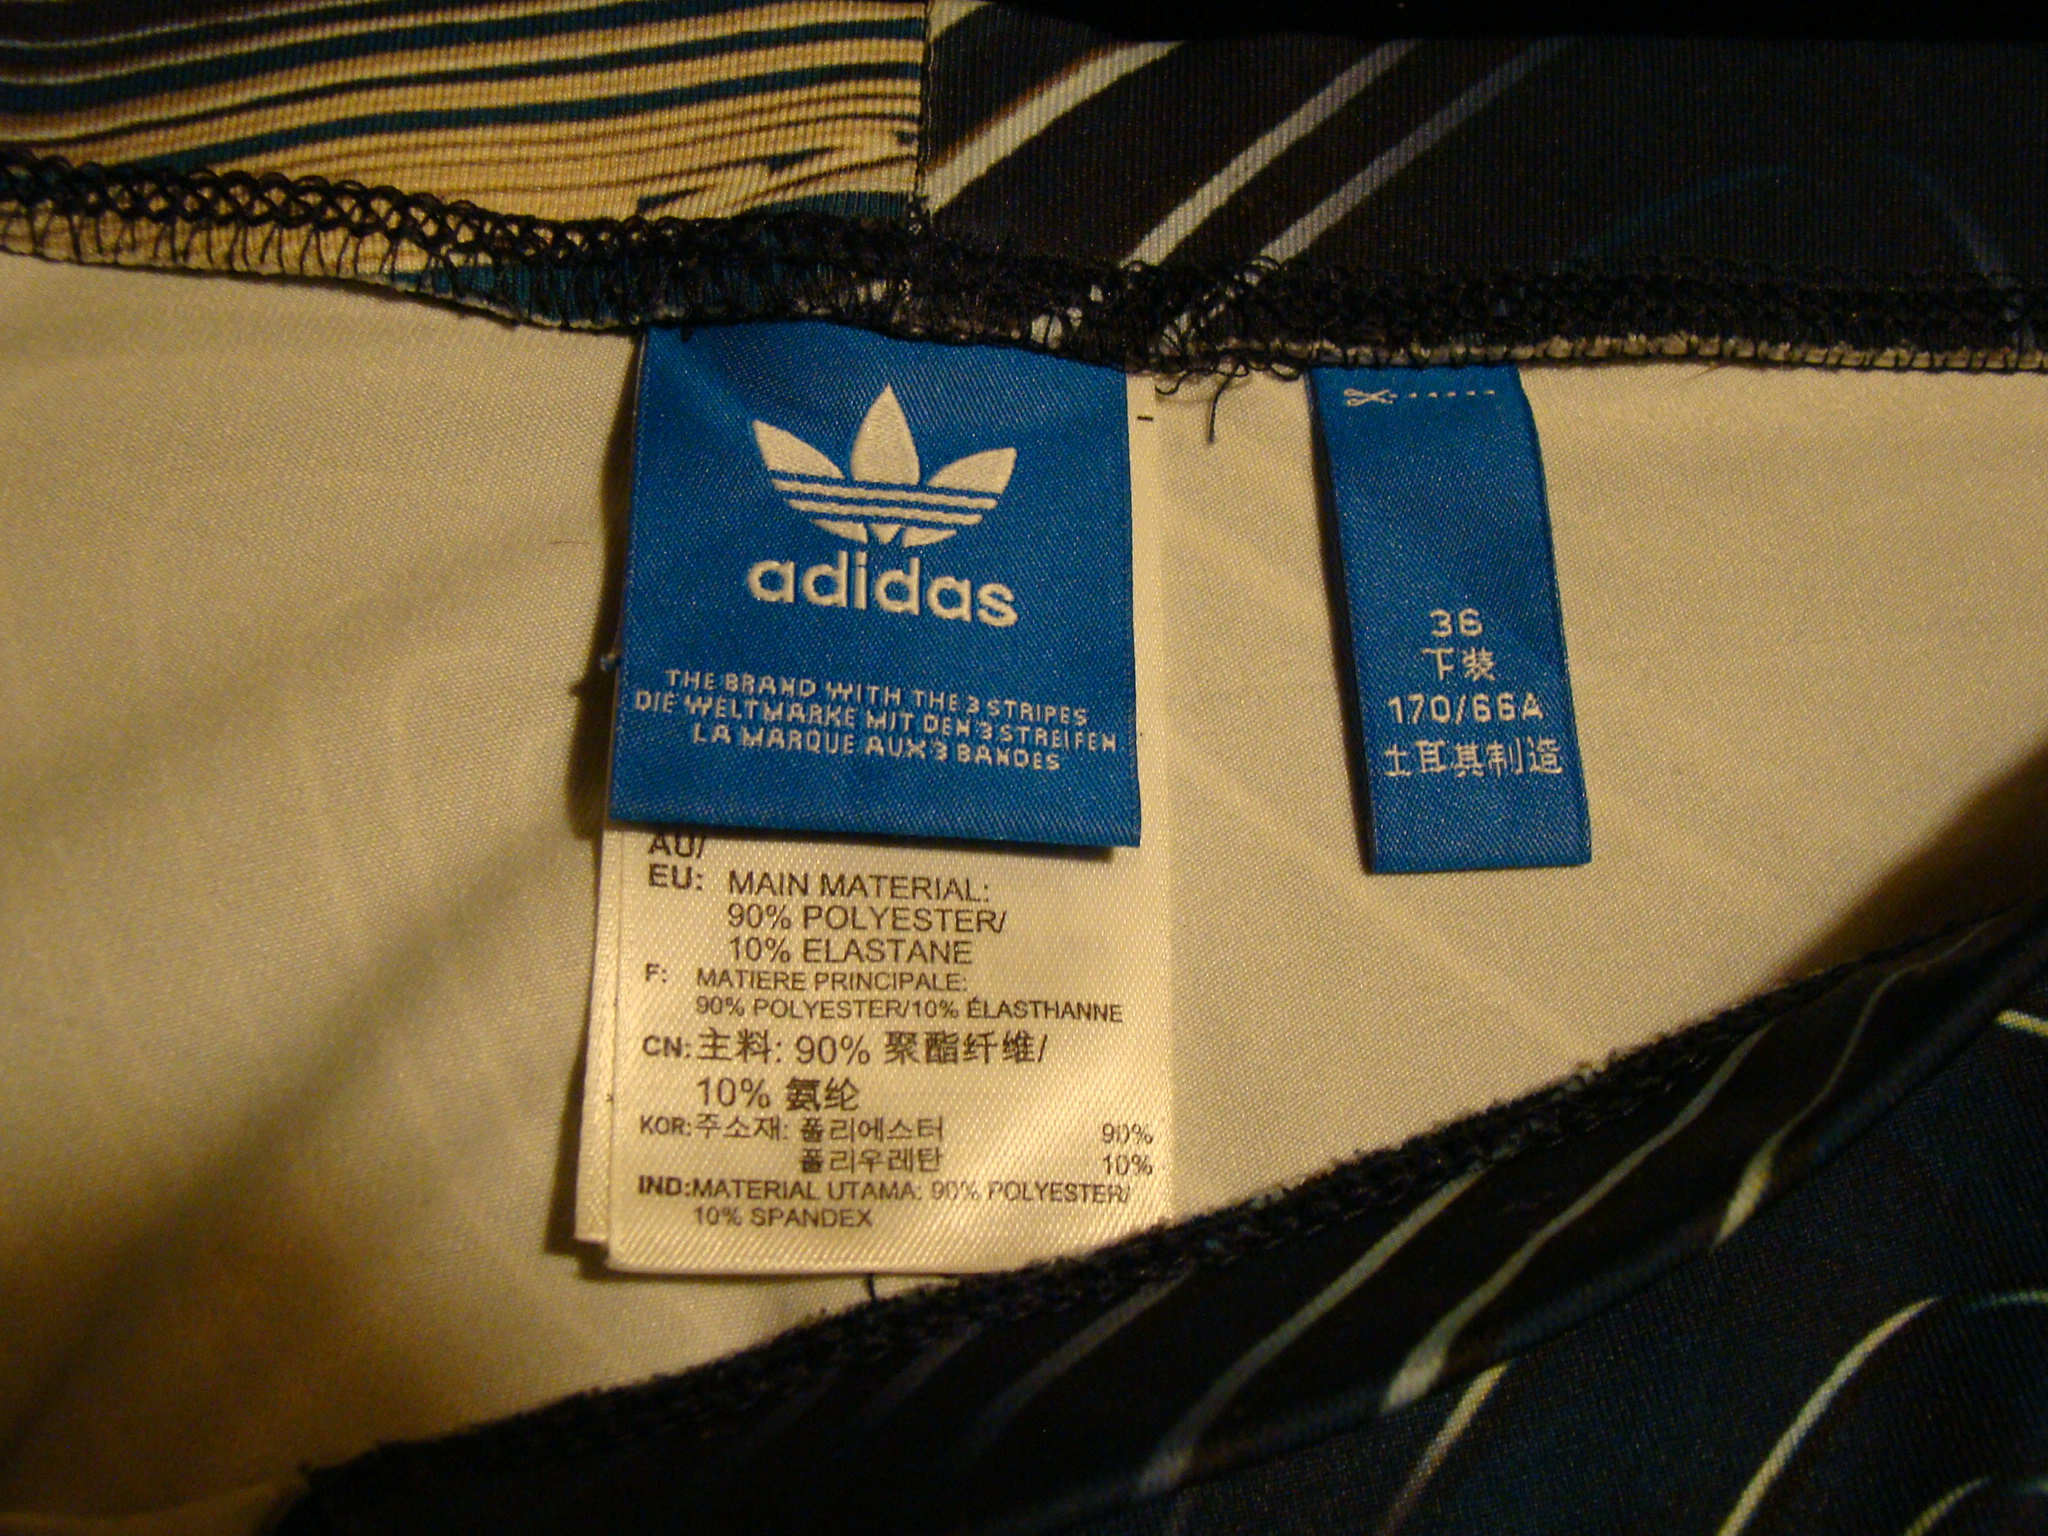 adidas
THE BRAND WITH THE 3 STRIPES
DIE WELTMARKE MIT DEN 3 STREIFEN
LA MARQUE AUX 3 BANDES
AU/
EU: MAIN MATERIAL:
90% POLYESTER/
10% ELASTANE
F: MATIERE PRINCIPALE:
90% POLYESTER/10% ÉLASTHANNE
CN: 主料: 90% 聚酯纤维/
10% 氨纶
KOR: 주소재: 폴리에스터 90%
폴리우레탄 10%
IND: MATERIAL UTAMA: 90% POLYESTER/
10% SPANDEX
36
下装
170/66A
土耳其制造